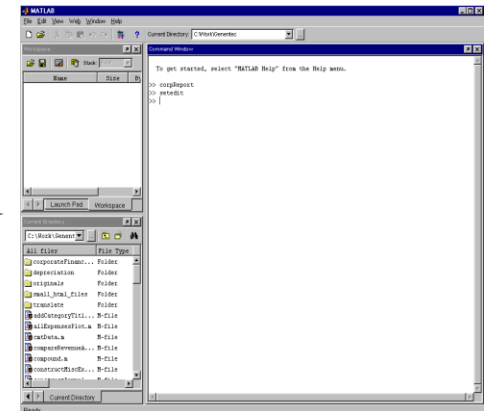 MATLAB
File Edit View Web Window Help
Current Directory: C:\Work\Genentec
Workspace
Stack:
Name Size By
Launch Pad Workspace
Current Directory
C:\Work\Genent
All files File Type
corporateFinanc... Folder
depreciation Folder
originals Folder
small_html_files Folder
translate Folder
addCategoryTitl... M-file
allExpensesPlot.m M-file
cmtData.m M-file
compareRevenueA... M-file
compound.m M-file
constructMiscEx... M-file
Current Directory
Ready
Command Window
To get started, select "MATLAB Help" from the Help menu.
>> corpReport
>> setedit
>>